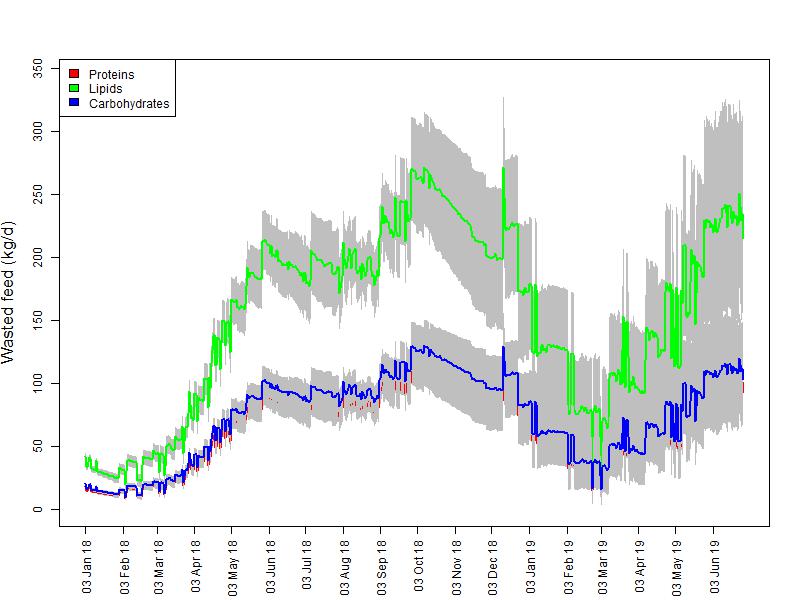 Proteins
Lipids
Carbohydrates
Wasted feed (kg/d)
350
300
250
200
150
100
50
0
03 Jan 18
03 Feb 18
03 Mar 18
03 Apr 18
03 May 18
03 Jun 18
03 Jul 18
03 Aug 18
03 Sep 18
03 Oct 18
03 Nov 18
03 Dec 18
03 Jan 19
03 Feb 19
03 Mar 19
03 Apr 19
03 May 19
03 Jun 19